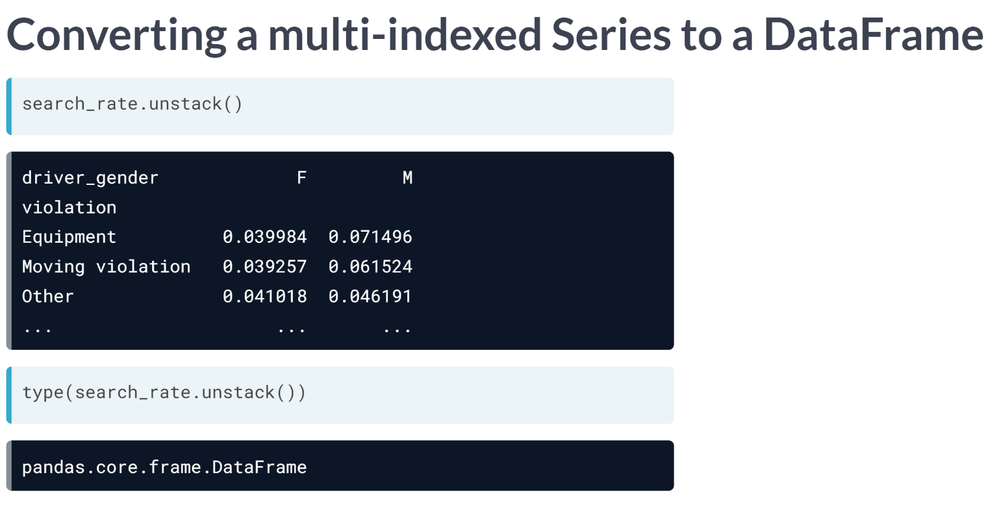 Converting a multi-indexed Series to a DataFrame
search_rate.unstack()
driver_gender             F         M
violation
Equipment          0.039984  0.071496
Moving violation   0.039257  0.061524
Other              0.041018  0.046191
...                     ...       ...
type(search_rate.unstack())
pandas.core.frame.DataFrame